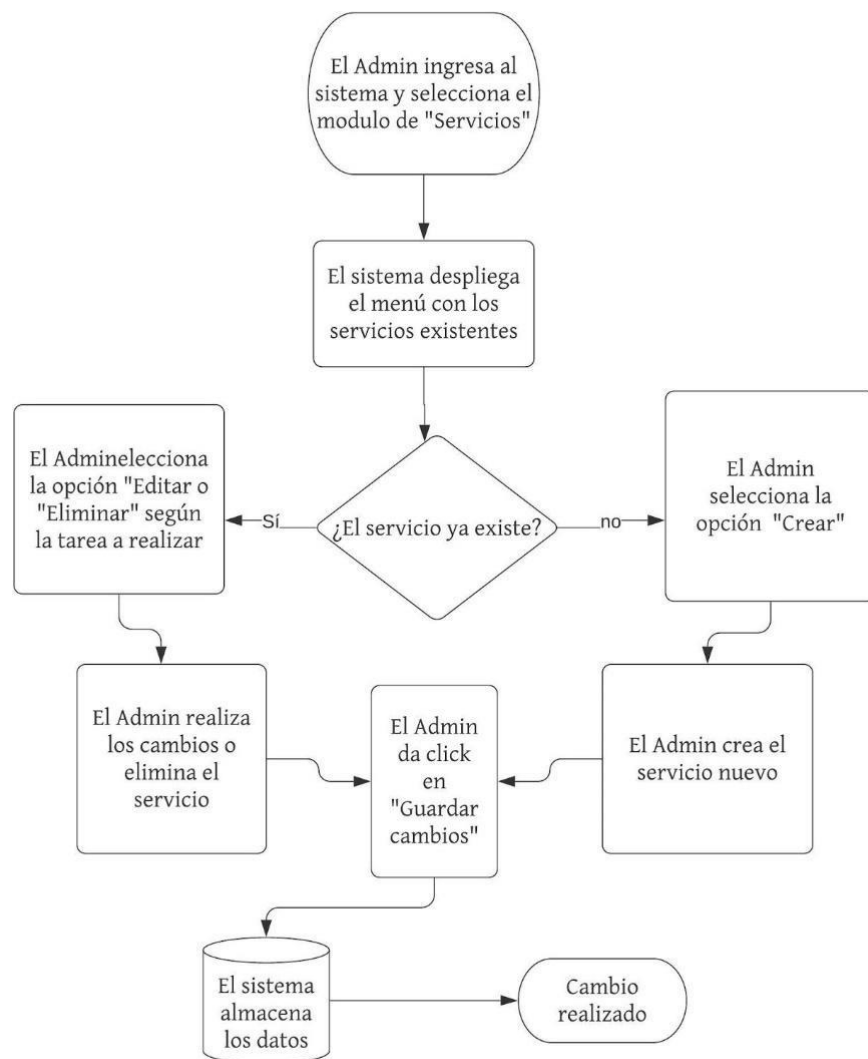 El Admin ingresa al
sistema y selecciona el
modulo de "Servicios"
El sistema despliega
el menú con los
servicios existentes
El Adminelecciona
la opción "Editar o
"Eliminar" según
la tarea a realizar
Sí
¿El servicio ya existe?
no
El Admin
selecciona la
opción "Crear"
El Admin realiza
los cambios o
elimina el
servicio
El Admin
da click
en
"Guardar
cambios"
El Admin crea el
servicio nuevo
El sistema
almacena
los datos
Cambio
realizado